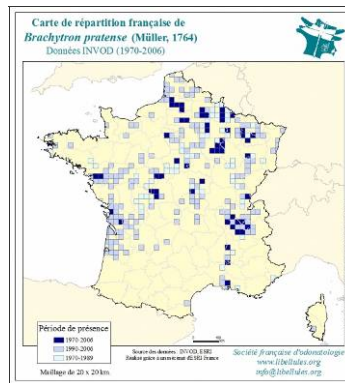 Carte de répartition française de
Brachytron pratense (Müller, 1764)
Données INVOD (1970-2006)
Période de présence
1970-2006
1990-2006
1970-1989
Maillage de 20 x 20 km.
Source des données : INVOD, ESRI
Société française d'odonatologie
www.libellules.org
info@libellules.org